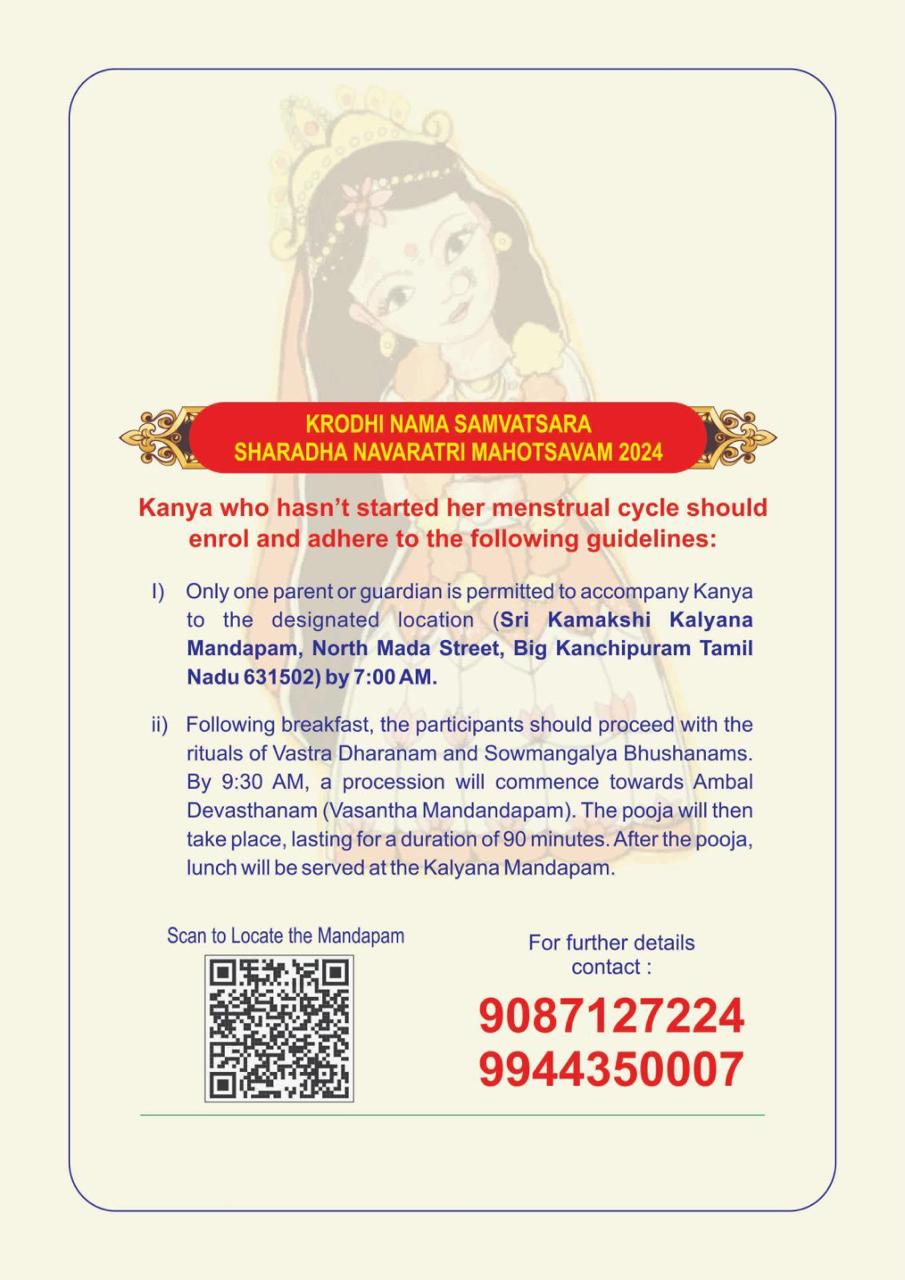 KRODHI NAMA SAMVATSARA
SHARADHA NAVARATRI MAHOTSAVAM 2024
Kanya who hasn't started her menstrual cycle should
enrol and adhere to the following guidelines:
I) Only one parent or guardian is permitted to accompany Kanya
to the designated location (Sri Kamakshi Kalyana
Mandapam, North Mada Street, Big Kanchipuram Tamil
Nadu 631502) by 7:00 AM.
ii) Following breakfast, the participants should proceed with the
rituals of Vastra Dharanam and Sowmangalya Bhushanams.
By 9:30 AM, a procession will commence towards Ambal
Devasthanam (Vasantha Mandandapam). The pooja will then
take place, lasting for a duration of 90 minutes. After the pooja,
lunch will be served at the Kalyana Mandapam.
Scan to Locate the Mandapam
For further details
contact :
9087127224
9944350007